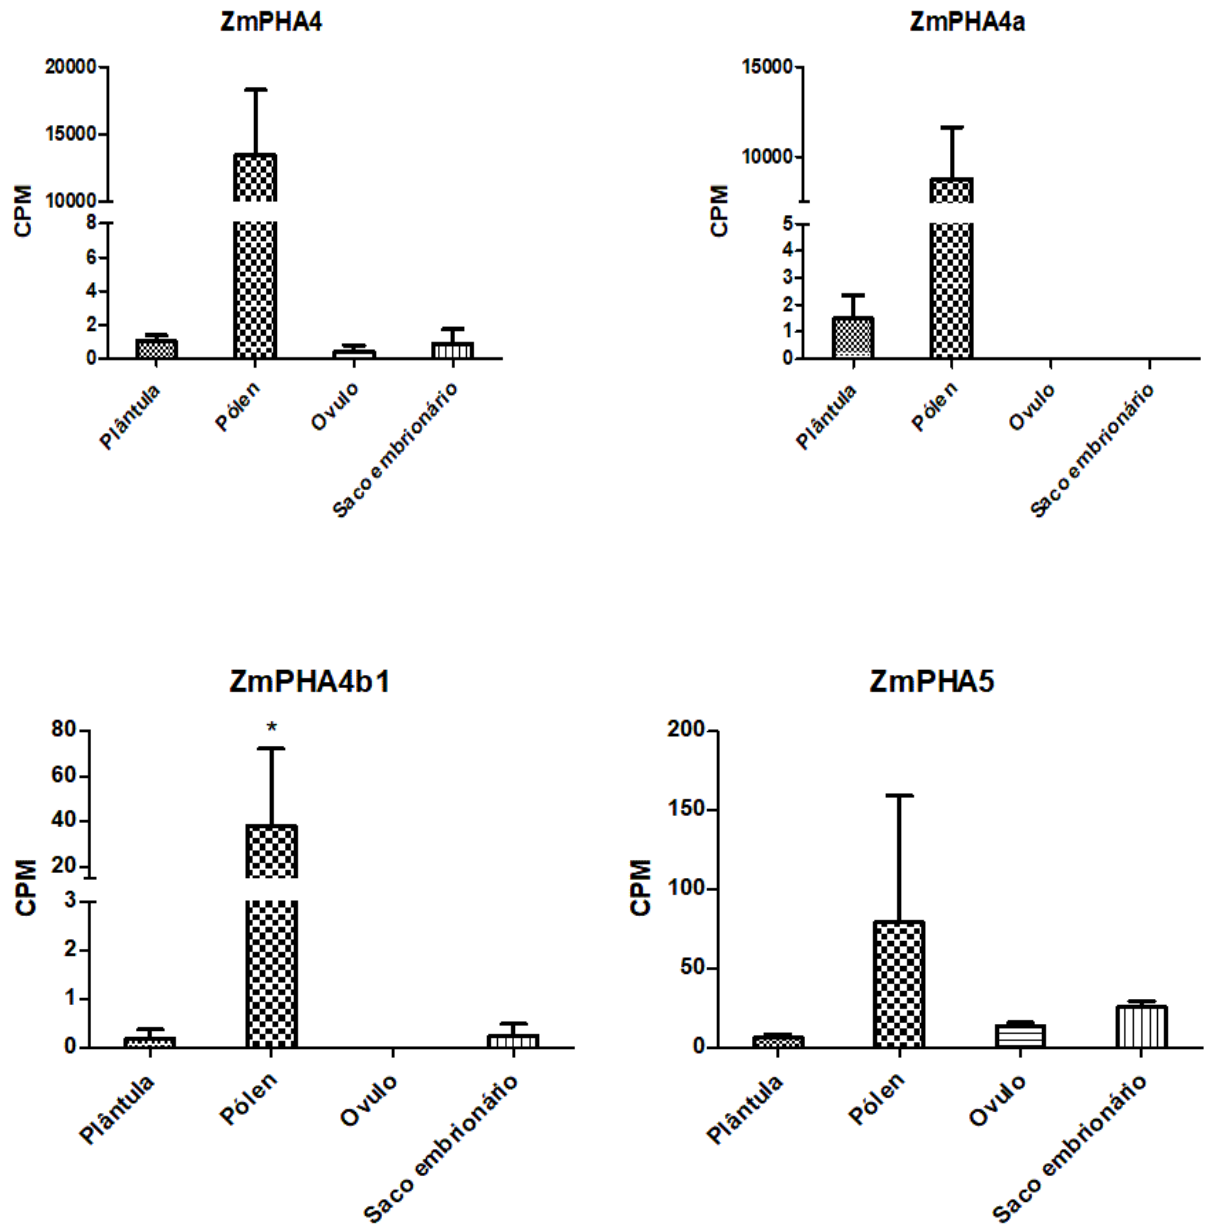 ZmPHA4
20000
15000
10000
8
6
4
2
0
CPM
Plântula
Pólen
Ovulo
Saco embrionário
ZmPHA4a
15000
10000
5
4
3
2
1
0
CPM
Plântula
Pólen
Ovulo
Saco embrionário
ZmPHA4b1
80
60
40
20
3
2
1
0
CPM
*
Plântula
Pólen
Ovulo
Saco embrionário
ZmPHA5
200
150
100
50
0
CPM
Plântula
Pólen
Ovulo
Saco embrionário